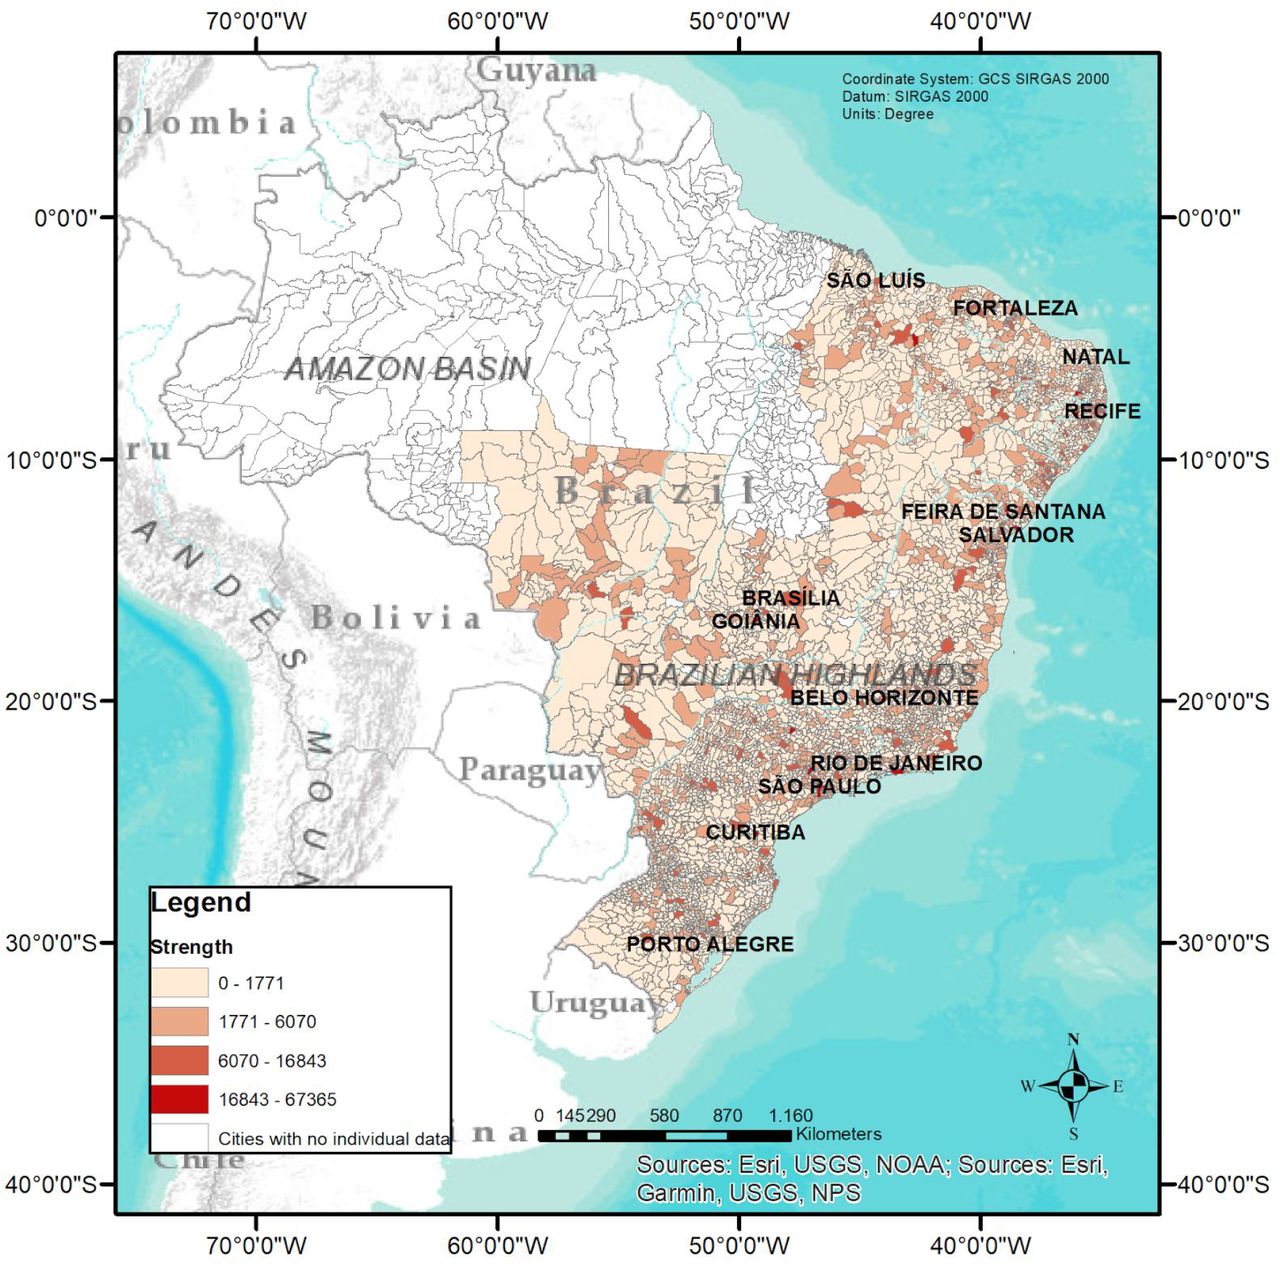 70°0'0"W 60°0'0"W 50°0'0"W 40°0'0"W
Guyana
Coordinate System: GCS SIRGAS 2000
Datum: SIRGAS 2000
Units: Degree
olombia
0°0'0" 0°0'0"
SÃO LUÍS
FORTALEZA
NATAL
AMAZON BASIN
RECIFE
ru
10°0'0"S 10°0'0"S
Brazil
FEIRA DE SANTANA
SALVADOR
ANDES
BRASÍLIA
Bolivia
GOIÂNIA
BRAZILIAN HIGHLANDS
20°0'0"S 20°0'0"S
BELO HORIZONTE
MOUN
Paraguay
RIO DE JANEIRO
SÃO PAULO
CURITIBA
Legend
30°0'0"S 30°0'0"S
PORTO ALEGRE
Strength
0 - 1771
Uruguay
1771 - 6070
6070 - 16843
N
W E
S
16843 - 67365
0 145 290 580 870 1.160
Kilometers
Cities with no individual data
ina
Chile
Sources: Esri, USGS, NOAA; Sources: Esri,
Garmin, USGS, NPS
40°0'0"S 40°0'0"S
70°0'0"W 60°0'0"W 50°0'0"W 40°0'0"W